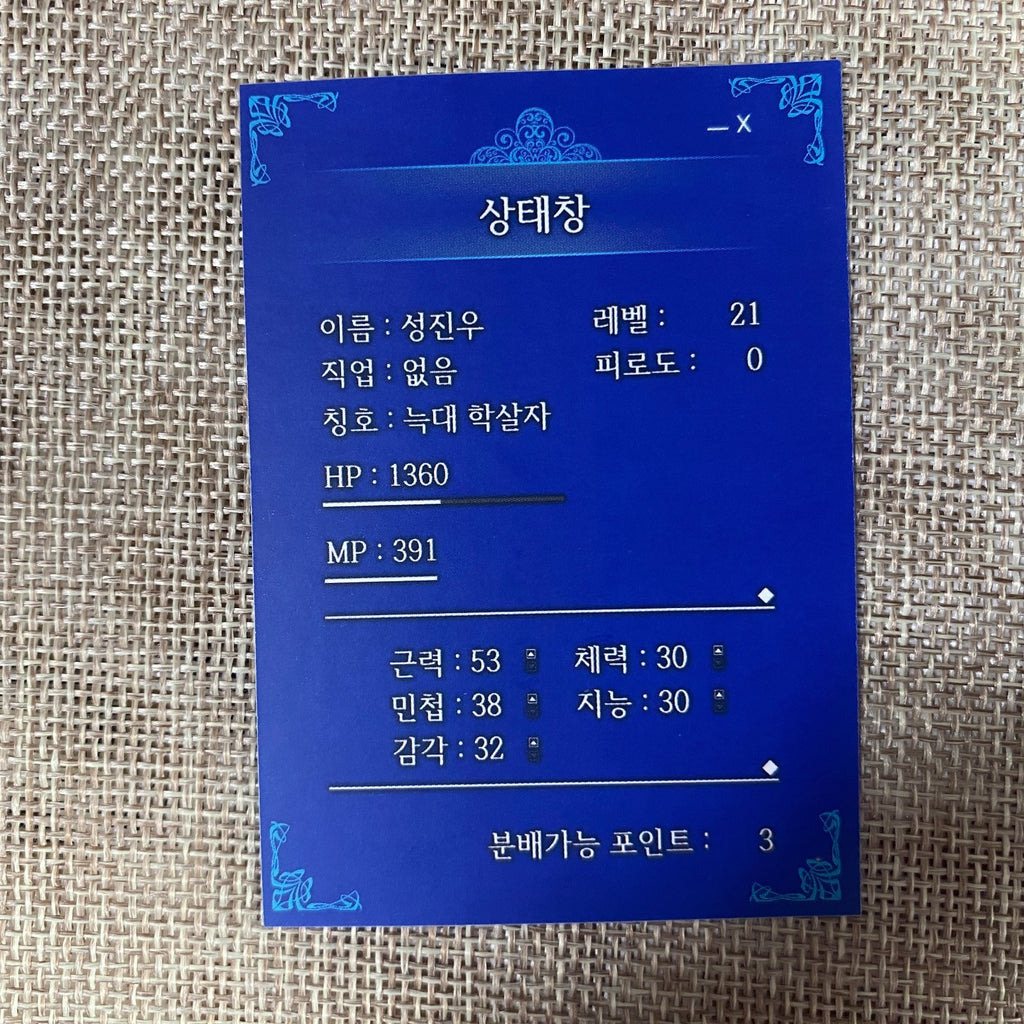 — X
상태창
이름 : 성진우 레벨 : 21
직업 : 없음 피로도 : 0
칭호 : 늑대 학살자
HP : 1360
MP : 391
근력 : 53 체력 : 30
민첩 : 38 지능 : 30
감각 : 32
분배가능 포인트 : 3